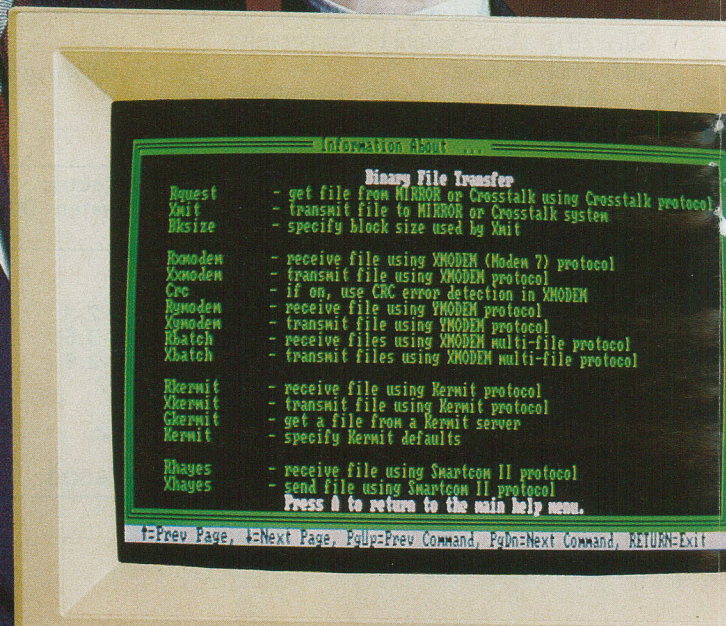 Information About ...
Binary File Transfer
Rquest - get file from MIRROR or Crosstalk using Crosstalk protocol
Xmit - transmit file to MIRROR or Crosstalk system
Bksize - specify block size used by Xmit
Rxmodem - receive file using XMODEM (Modem 7) protocol
Xxmodem - transmit file using XMODEM protocol
Crc - if on, use CRC error detection in XMODEM
Rymodem - receive file using YMODEM protocol
Xymodem - transmit file using YMODEM protocol
Rbatch - receive files using XMODEM multi-file protocol
Xbatch - transmit files using XMODEM multi-file protocol
Rkermit - receive file using Kermit protocol
Xkermit - transmit file using Kermit protocol
Gkermit - get a file from a Kermit server
Kermit - specify Kermit defaults
Rhayes - receive file using Smartcom II protocol
Xhayes - send file using Smartcom II protocol
Press 0 to return to the main help menu.
↑=Prev Page, ↓=Next Page, PgUp=Prev Command, PgDn=Next Command, RETURN=Exit